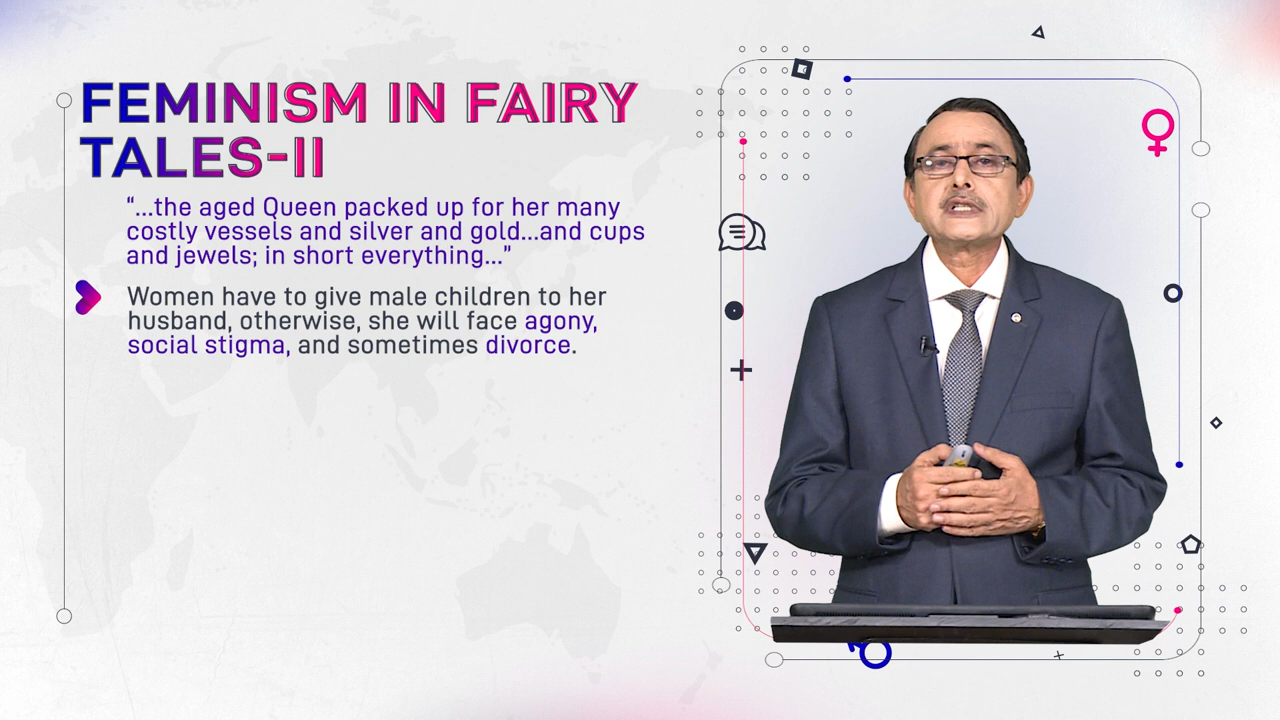 FEMINISM IN FAIRY
TALES-II
“...the aged Queen packed up for her many
costly vessels and silver and gold...and cups
and jewels; in short everything...”
Women have to give male children to her
husband, otherwise, she will face agony,
social stigma, and sometimes divorce.